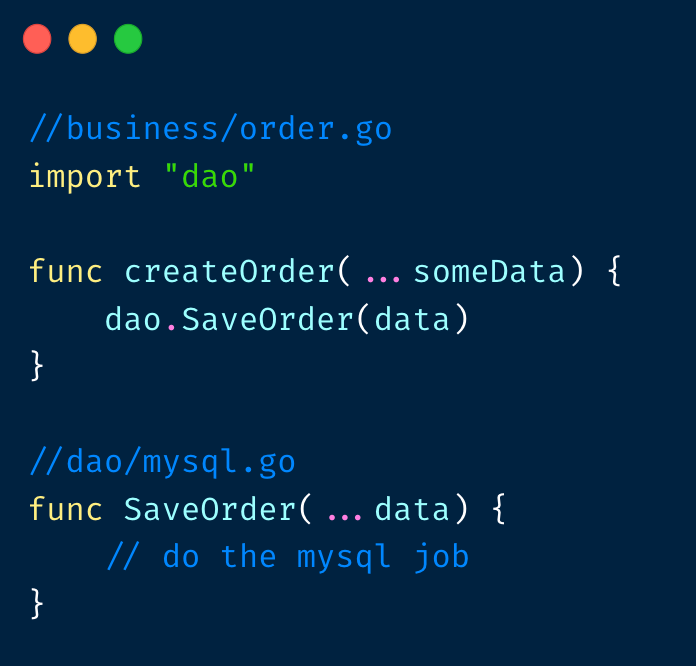 //business/order.go
import "dao"
func createOrder( ...someData) {
    dao.SaveOrder(data)
}
//dao/mysql.go
func SaveOrder( ...data) {
    // do the mysql job
}